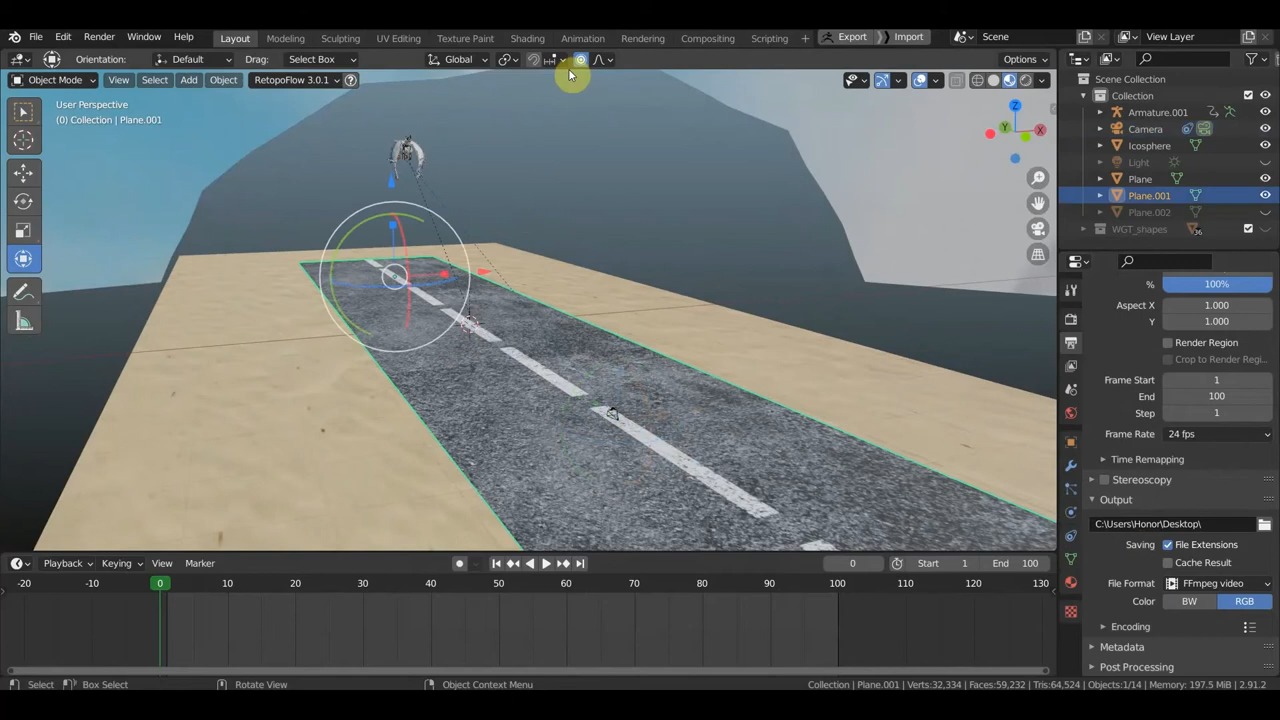 File Edit Render Window Help Layout Modeling Sculpting UV Editing Texture Paint Shading Animation Rendering Compositing Scripting + Export Import Scene View Layer
Orientation: Default Drag: Select Box Global Options
Object Mode View Select Add Object RetopoFlow 3.0.1 ?
User Perspective
(0) Collection | Plane.001
Z
Y
X
Scene Collection
Collection
Armature.001
Camera
Icosphere
Light
Plane
Plane.001
Plane.002
WGT_shapes 36
% 100%
Aspect X 1.000
Y 1.000
Render Region
Crop to Render Regi...
Frame Start 1
End 100
Step 1
Frame Rate 24 fps
Time Remapping
Stereoscopy
Output
C:\Users\Honor\Desktop\
Saving File Extensions
Cache Result
File Format FFmpeg video
Color BW RGB
Encoding
Metadata
Post Processing
Playback Keying View Marker 0 Start 1 End 100
-20 -10 0 10 20 30 40 50 60 70 80 90 100 110 120 130
Select Box Select Rotate View Object Context Menu Collection | Plane.001 | Verts:32,334 | Faces:59,232 | Tris:64,524 | Objects:1/14 | Memory: 197.5 MiB | 2.91.2